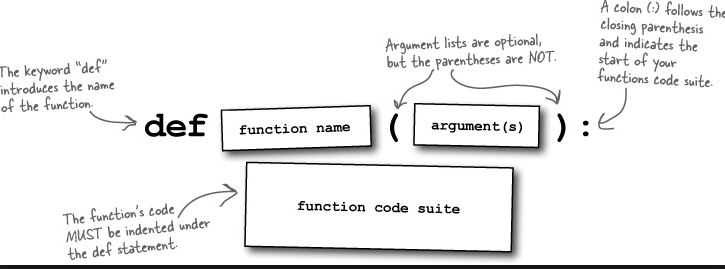 A colon (:) follows the
closing parenthesis
and indicates the
start of your
functions code suite.
Argument lists are optional,
but the parentheses are NOT.
The keyword "def"
introduces the name
of the function.
def function name ( argument(s) ) :
function code suite
The function's code
MUST be indented under
the def statement.